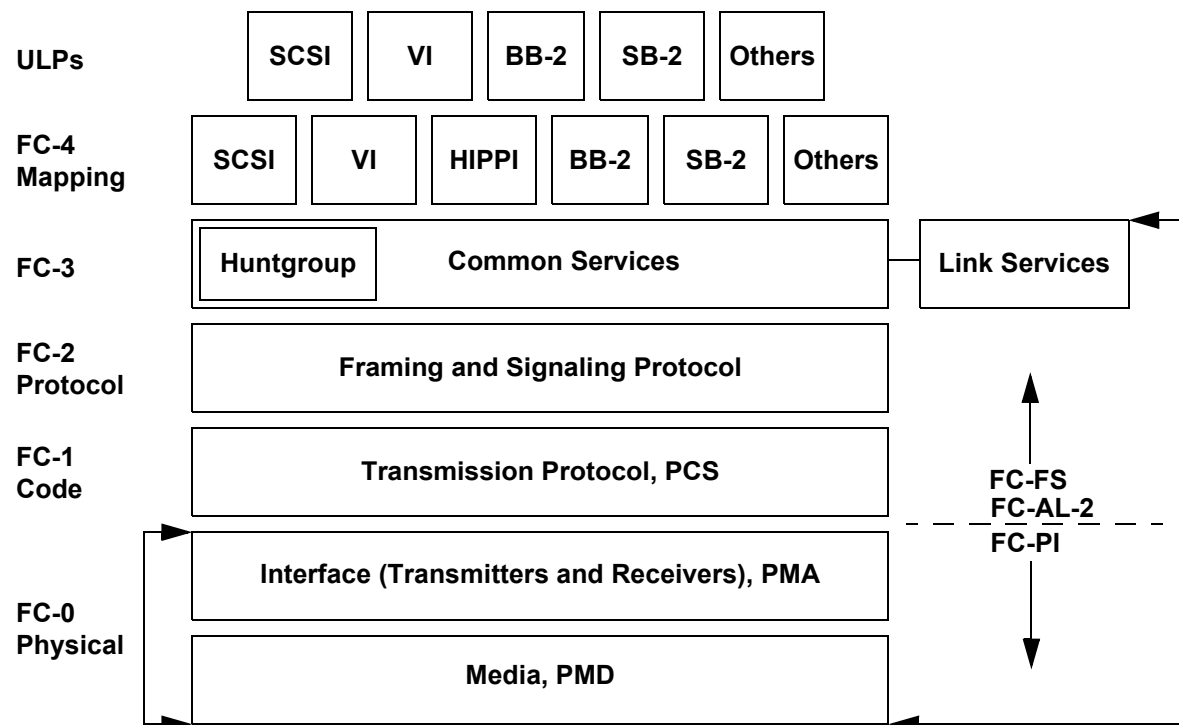 ULPs
SCSI
VI
BB-2
SB-2
Others
FC-4
Mapping
SCSI
VI
HIPPI
BB-2
SB-2
Others
FC-3
Huntgroup
Common Services
Link Services
FC-2
Protocol
Framing and Signaling Protocol
FC-1
Code
Transmission Protocol, PCS
FC-FS
FC-AL-2
FC-PI
Interface (Transmitters and Receivers), PMA
FC-0
Physical
Media, PMD